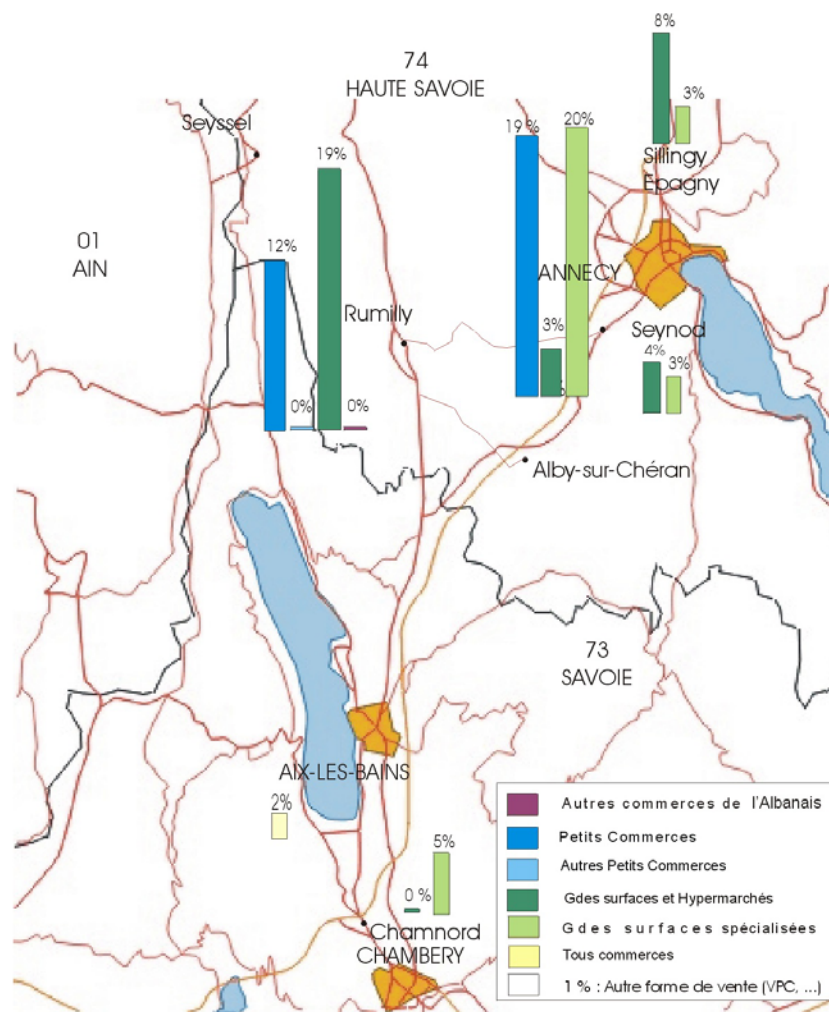 8%
74
HAUTE SAVOIE
3%
Seyssel
19%
20%
Sillingy
Epagny
19%
01
AIN
12%
ANNECY
Rumilly
3%
Seynod
4%
3%
%
0%
0%
Alby-sur-Chéran
73
SAVOIE
AIX-LES-BAINS
2%
5%
0 %
Chamnord
CHAMBERY
Autres commerces de l'Albanais
Petits Commerces
Autres Petits Commerces
Gdes surfaces et Hypermarchés
Gdes surfaces spécialisées
Tous commerces
1 % : Autre forme de vente (VPC, ...)